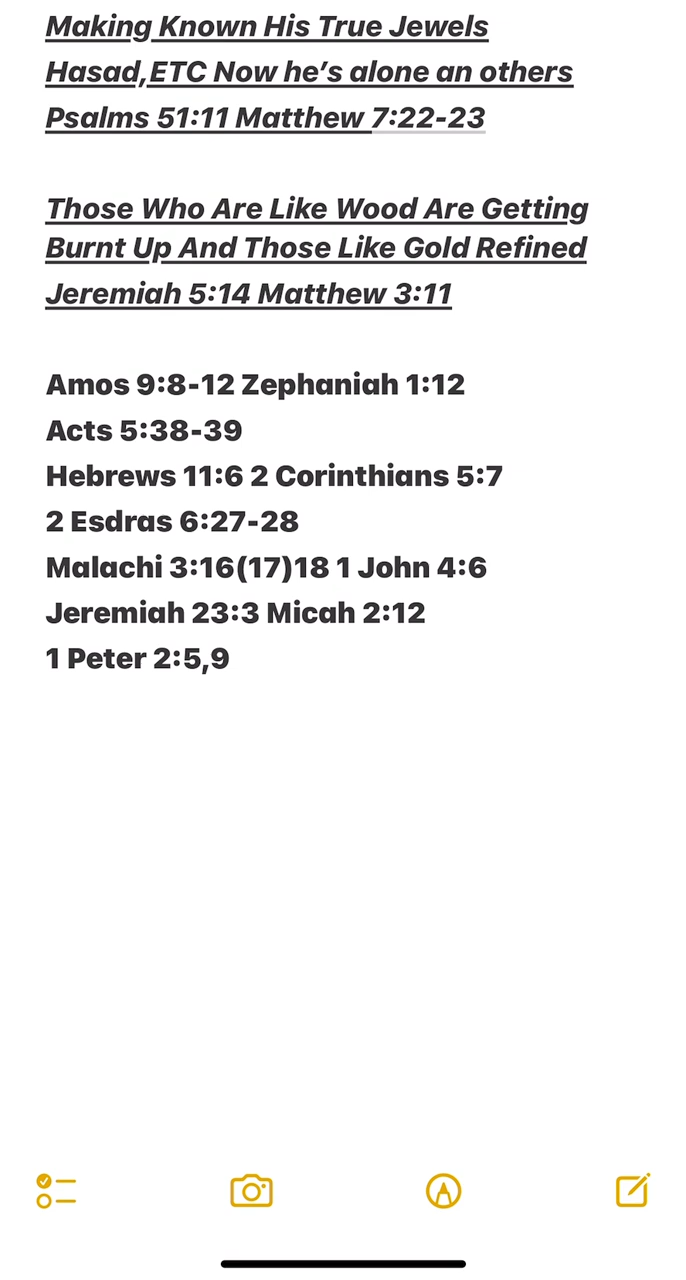 Making Known His True Jewels
Hasad,ETC Now he's alone an others
Psalms 51:11 Matthew 7:22-23
Those Who Are Like Wood Are Getting
Burnt Up And Those Like Gold Refined
Jeremiah 5:14 Matthew 3:11
Amos 9:8-12 Zephaniah 1:12
Acts 5:38-39
Hebrews 11:6 2 Corinthians 5:7
2 Esdras 6:27-28
Malachi 3:16(17)18 1 John 4:6
Jeremiah 23:3 Micah 2:12
1 Peter 2:5,9